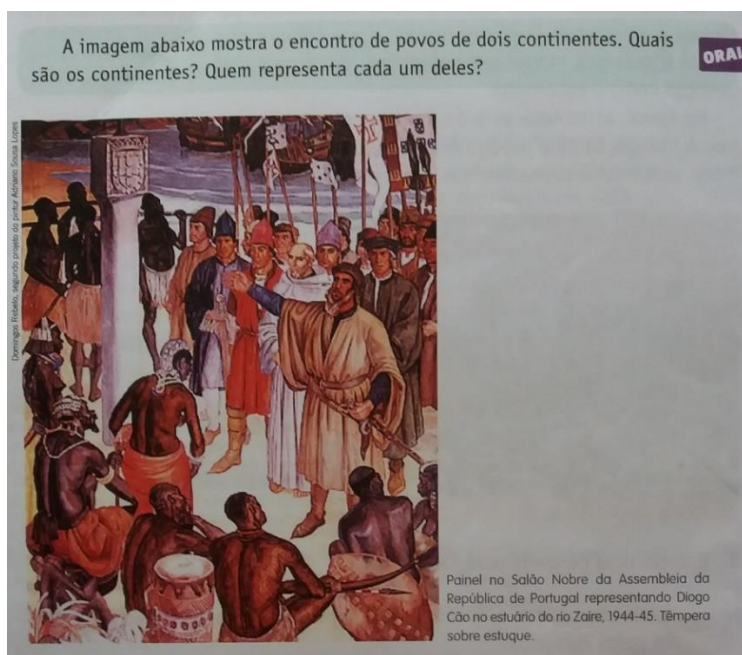 A imagem abaixo mostra o encontro de povos de dois continentes. Quais
são os continentes? Quem representa cada um deles?
ORAL
Domingos Rebelo, segundo projeto do pintor Adriano Sousa Lopes
Painel no Salão Nobre da Assembleia da
República de Portugal representando Diogo
Cão no estuário do rio Zaire, 1944-45. Têmpera
sobre estuque.